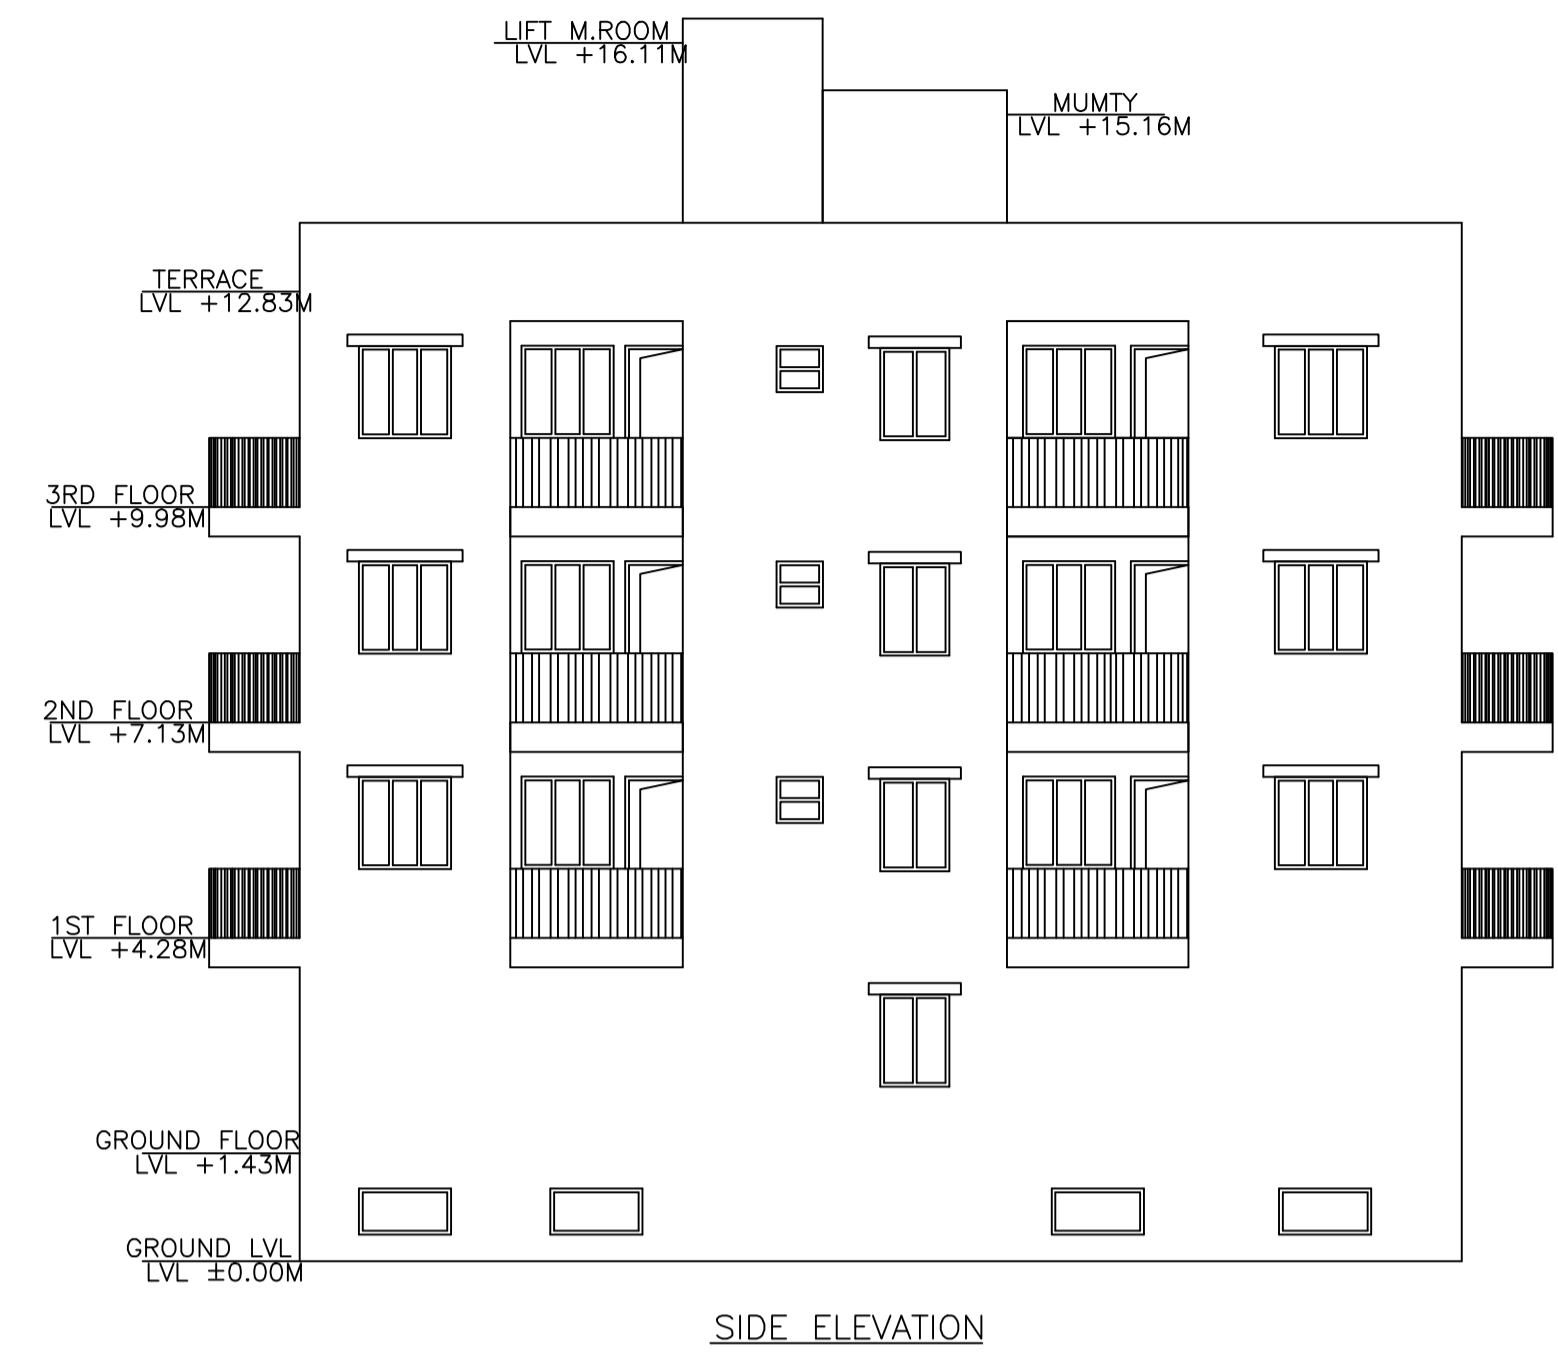 LIFT M.ROOM
LVL +16.11M
MUMTY
LVL +15.16M
TERRACE
LVL +12.83M
3RD FLOOR
LVL +9.98M
2ND FLOOR
LVL +7.13M
1ST FLOOR
LVL +4.28M
GROUND FLOOR
LVL +1.43M
GROUND LVL
LVL ±0.00M
SIDE ELEVATION